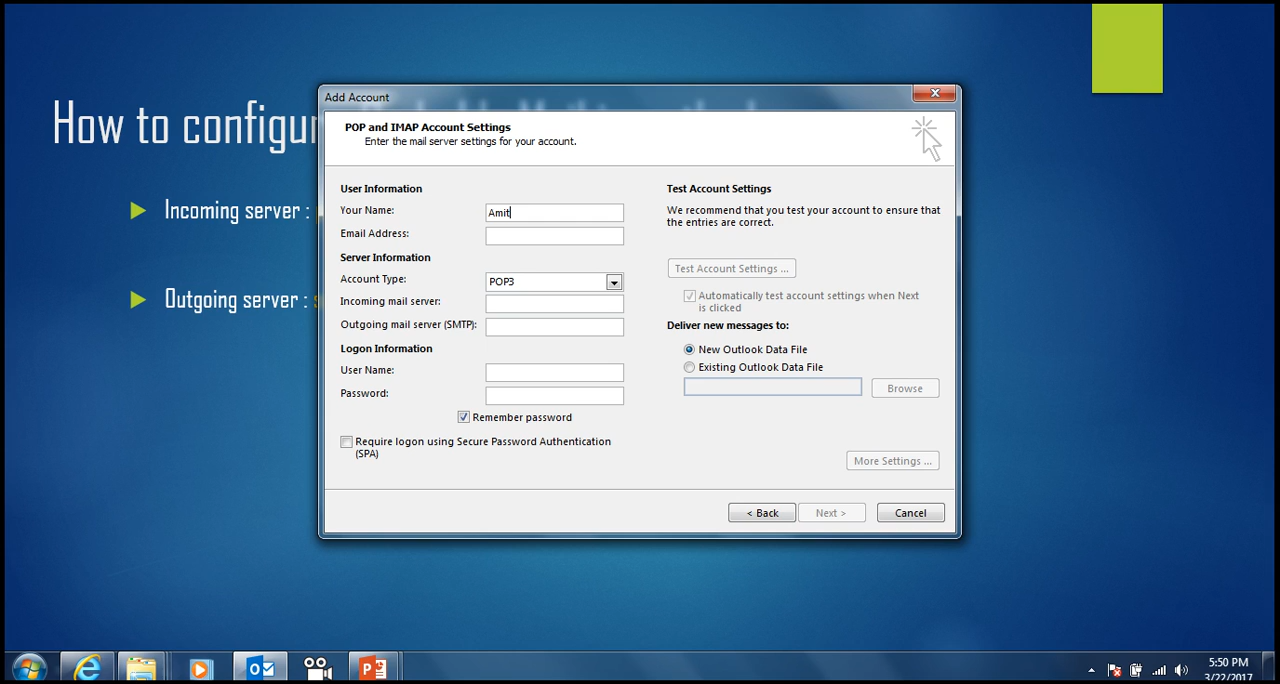 How to configur
Incoming server :
Outgoing server :
Add Account
POP and IMAP Account Settings
Enter the mail server settings for your account.
User Information
Your Name:
Amit
Email Address:
Server Information
Account Type:
POP3
Incoming mail server:
Outgoing mail server (SMTP):
Logon Information
User Name:
Password:
Remember password
Require logon using Secure Password Authentication
(SPA)
Test Account Settings
We recommend that you test your account to ensure that
the entries are correct.
Test Account Settings ...
Automatically test account settings when Next
is clicked
Deliver new messages to:
New Outlook Data File
Existing Outlook Data File
Browse
More Settings ...
< Back
Next >
Cancel
5:50 PM
3/22/2017